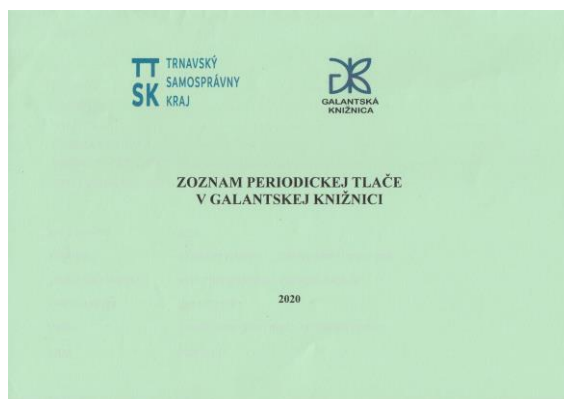 TRNAVSKÝ
SAMOSPRÁVNY
KRAJ
TT
SK
GALANTSKÁ
KNIŽNICA
ZOZNAM PERIODICKEJ TLAČE
V GALANTSKEJ KNIŽNICI
2020